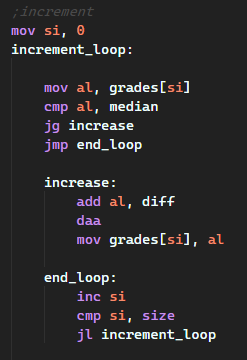 ;increment
mov si, 0
increment_loop:
mov al, grades[si]
cmp al, median
jg increase
jmp end_loop
increase:
add al, diff
daa
mov grades[si], al
end_loop:
inc si
cmp si, size
jl increment_loop